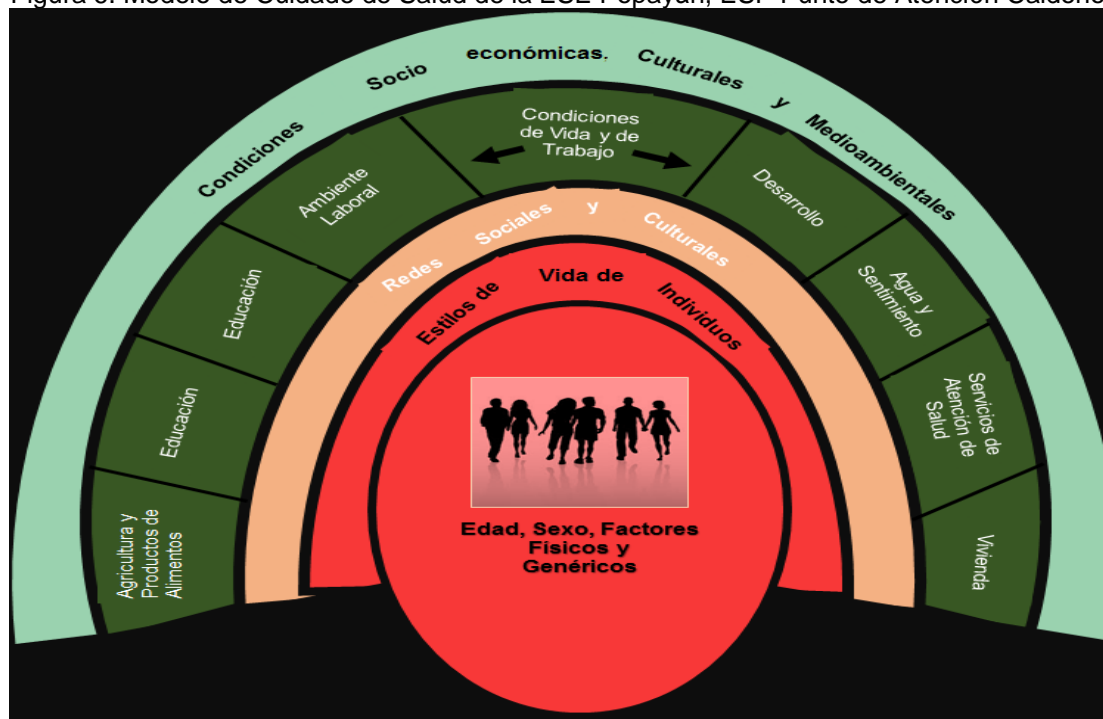 Figura 3. Modelo de Cuidado de Salud de la ESE Popayán, ESP Punto de Atención
Condiciones Socio económicas. Culturales y Medioambientales
Condiciones
de Vida y de
Trabajo
Ambiente
Laboral
Educación
Educación
Agricultura y
Productos de
Alimentos
Desarrollo
Agua y
Sentimiento
Servicios de
Atención de
Salud
Vivienda
Redes Sociales y Culturales
Estilos de Vida de Individuos
Edad, Sexo, Factores
Físicos y
Genéricos